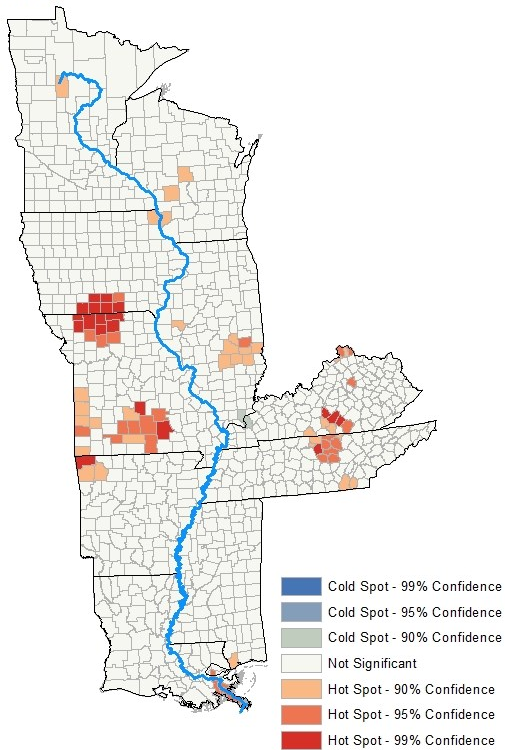 Cold Spot - 99% Confidence
Cold Spot - 95% Confidence
Cold Spot - 90% Confidence
Not Significant
Hot Spot - 90% Confidence
Hot Spot - 95% Confidence
Hot Spot - 99% Confidence